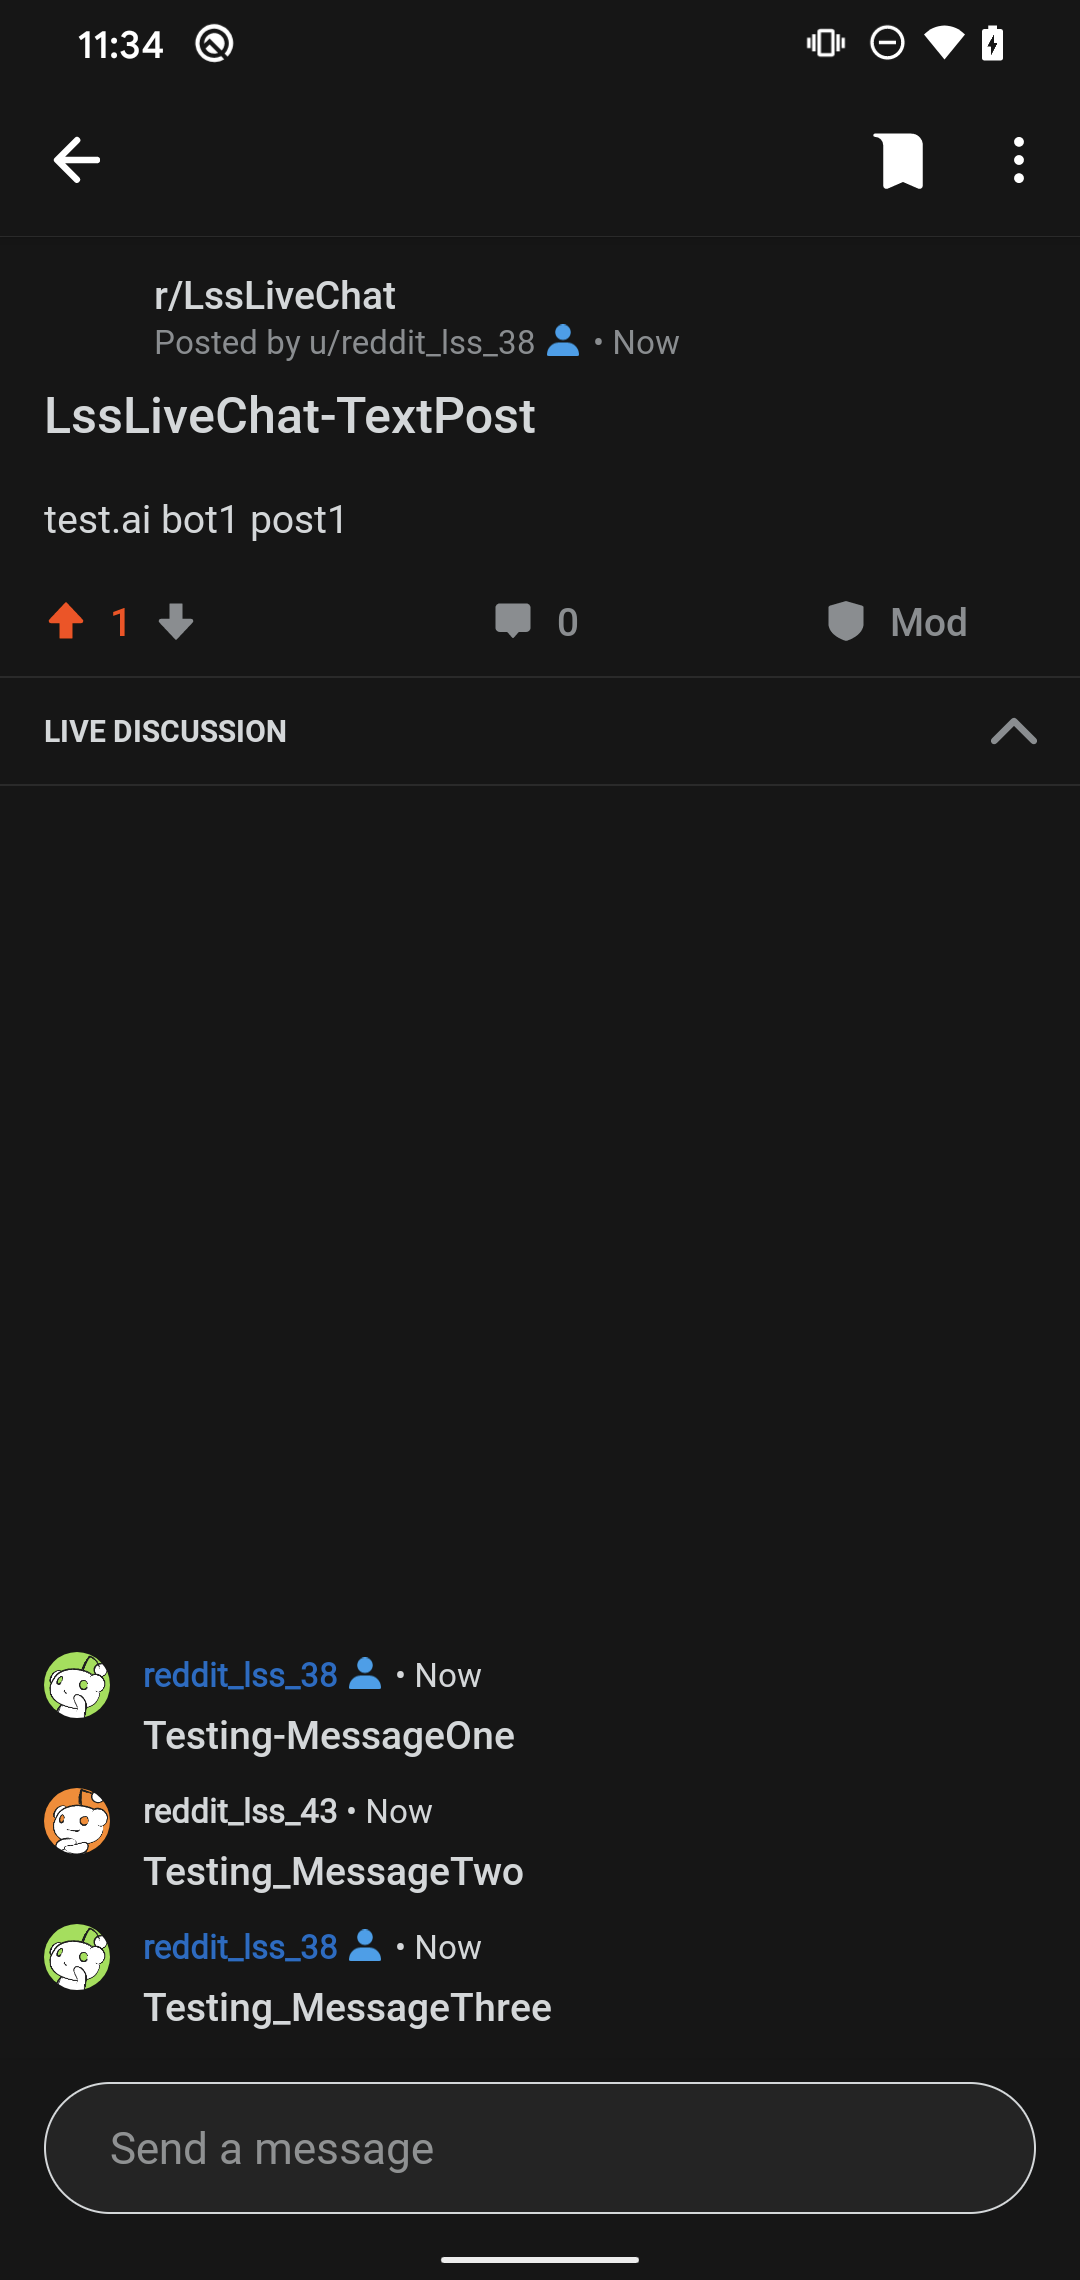 11:34
r/LssLiveChat
Posted by u/reddit_lss_38 • Now
LssLiveChat-TextPost
test.ai bot1 post1
1 0 Mod
LIVE DISCUSSION
reddit_lss_38 • Now
Testing-MessageOne
reddit_lss_43 • Now
Testing_MessageTwo
reddit_lss_38 • Now
Testing_MessageThree
Send a message